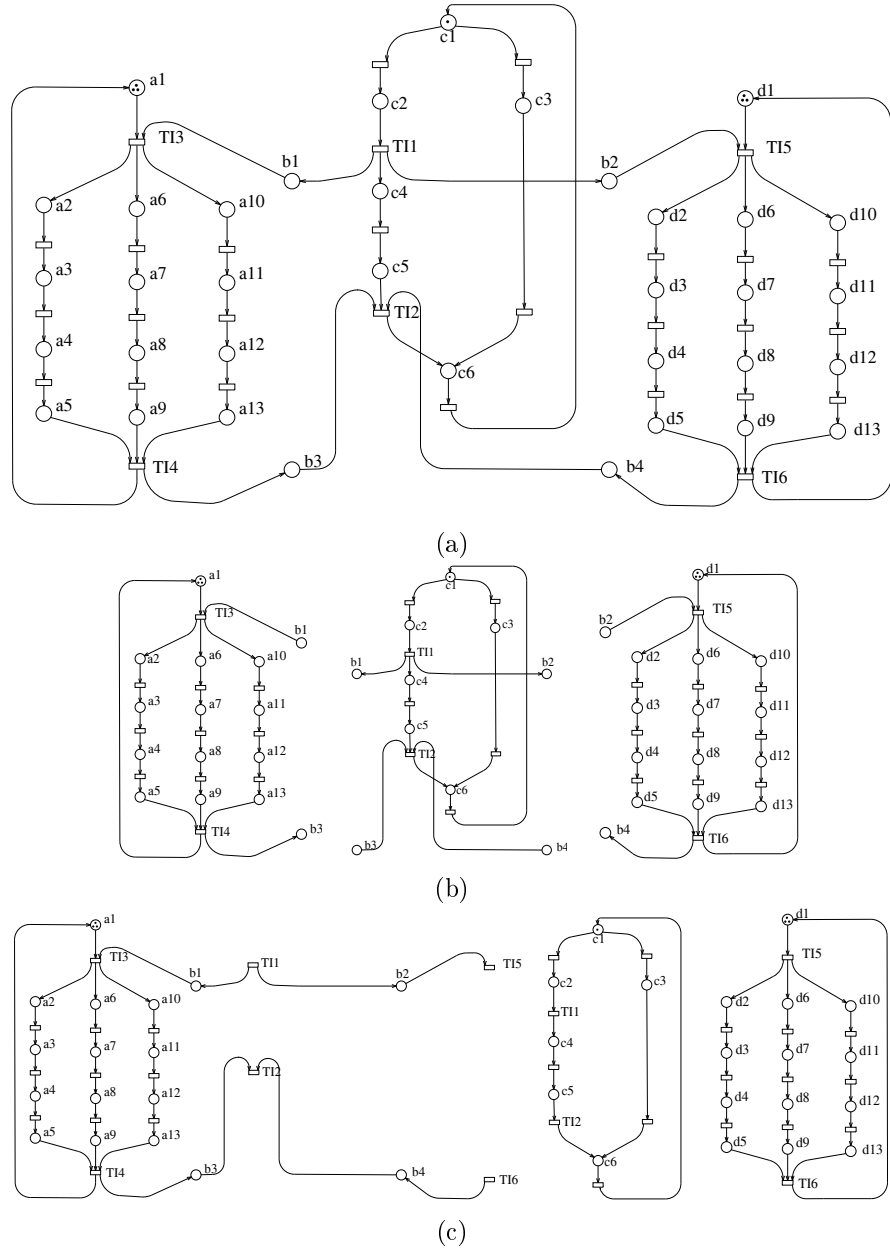 c1
a1
c2
c3
d1
TI3
b1
TI1
b2
TI5
a2
a6
a10
c4
d2
d6
d10
a3
a7
a11
c5
d3
d7
d11
TI2
a4
a8
a12
c6
d4
d8
d12
a5
a9
a13
d5
d9
d13
TI4
b3
b4
TI6
(a)
a1
c1
d1
TI3
b1
c2
c3
b2
TI5
a2
a6
a10
b1
TI1
c4
b2
d2
d6
d10
a3
a7
a11
c5
d3
d7
d11
a4
a8
a12
TI2
d4
d8
d12
a5
a9
a13
c6
d5
d9
d13
TI4
b3
b3
b4
b4
TI6
(b)
a1
c1
d1
TI3
b1
TI1
b2
TI5
c2
c3
TI5
a2
a6
a10
TI1
d2
d6
d10
a3
a7
a11
c4
d3
d7
d11
a4
a8
a12
TI2
c5
d4
d8
d12
a5
a9
a13
TI2
d5
d9
d13
TI4
b3
b4
TI6
c6
TI6
(c)